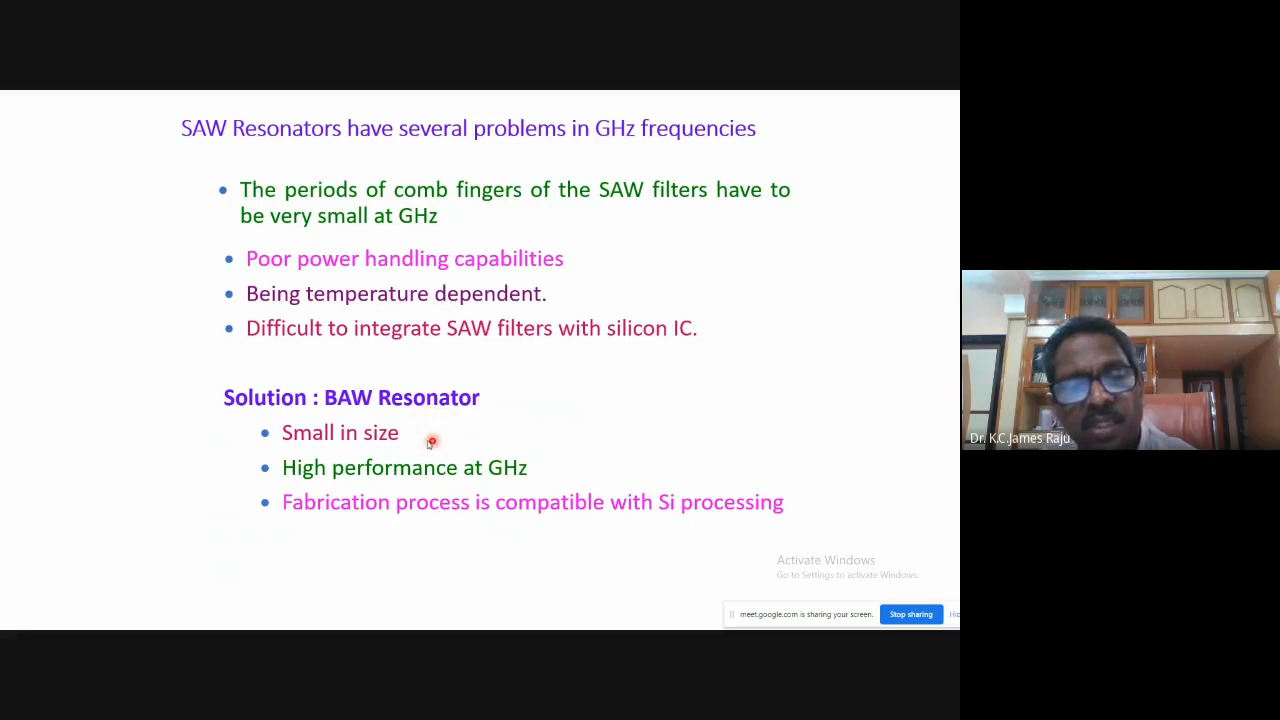 SAW Resonators have several problems in GHz frequencies
• The periods of comb fingers of the SAW filters have to
be very small at GHz
• Poor power handling capabilities
• Being temperature dependent.
• Difficult to integrate SAW filters with silicon IC.
Solution : BAW Resonator
• Small in size
• High performance at GHz
• Fabrication process is compatible with Si processing
Dr. K.C.James Raju
Activate Windows
Go to Settings to activate Windows.
meet.google.com is sharing your screen. Stop sharing